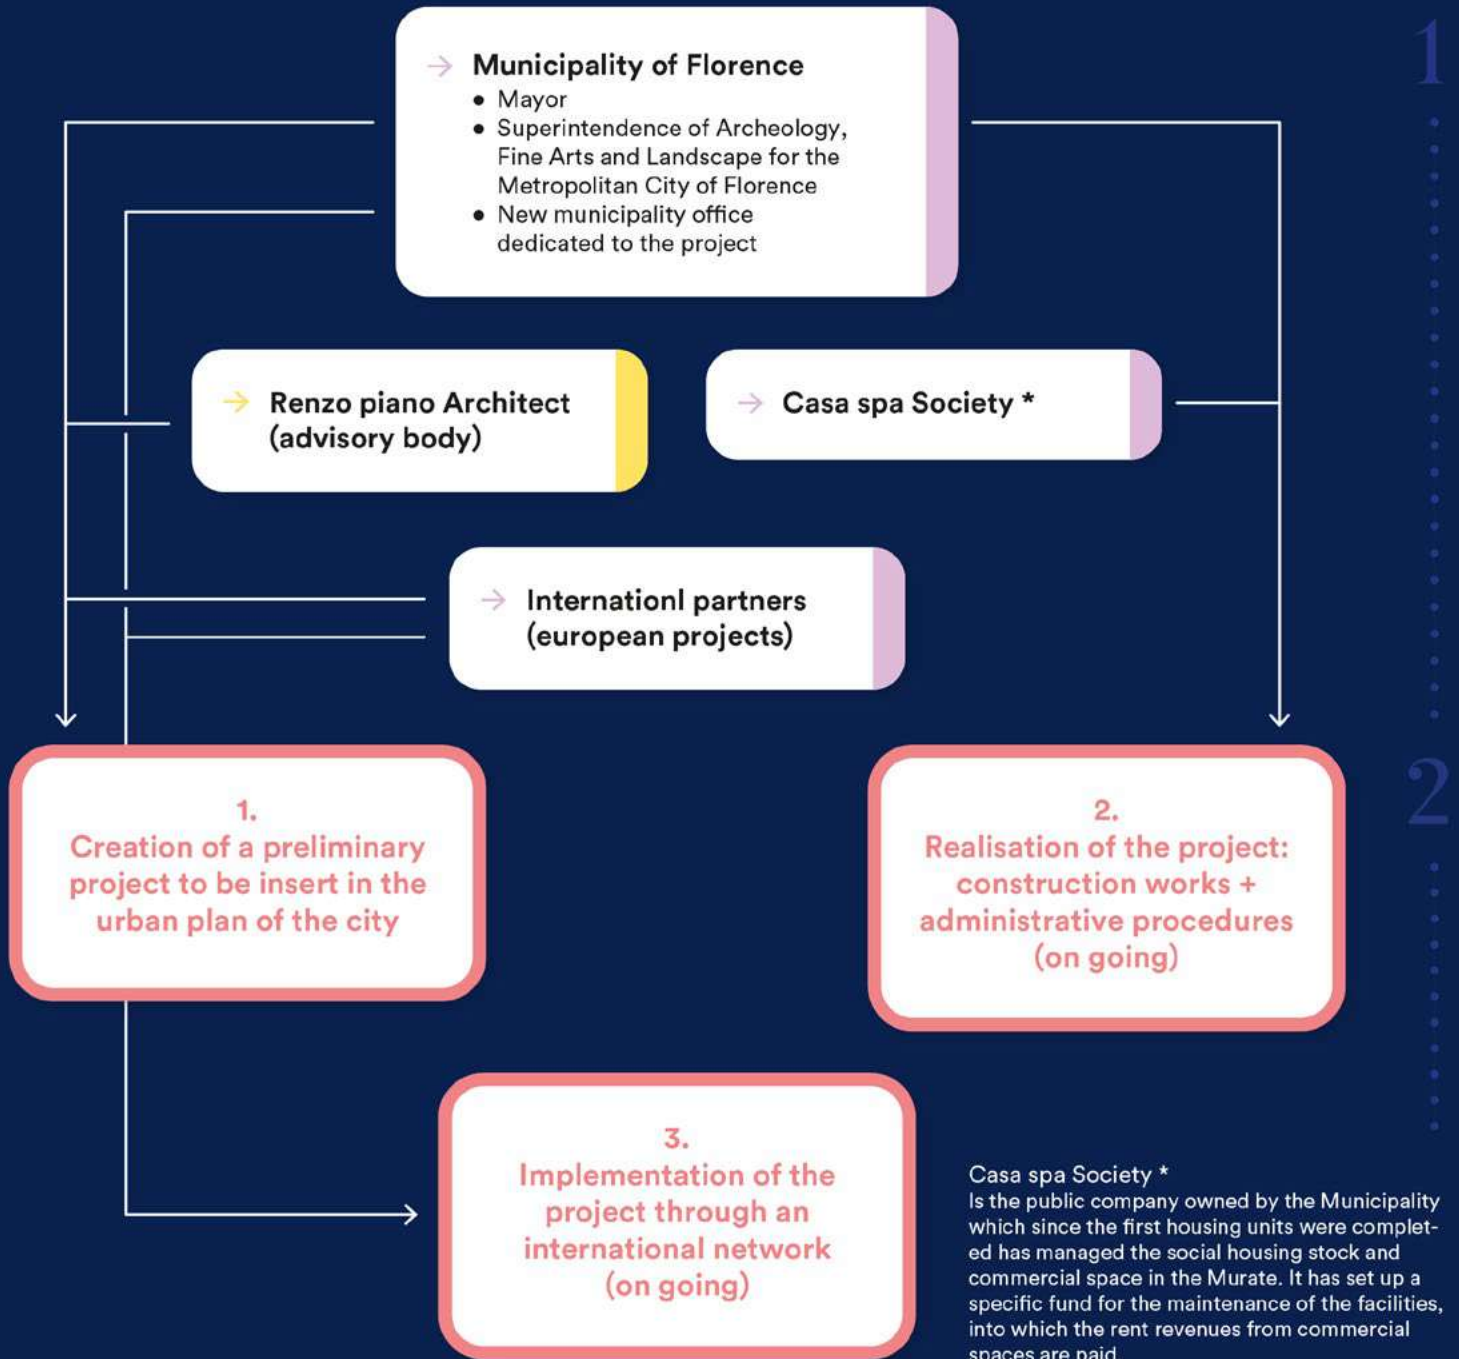 1
Municipality of Florence
● Mayor
● Superintendence of Archeology,
Fine Arts and Landscape for the
Metropolitan City of Florence
● New municipality office
dedicated to the project
Renzo piano Architect
(advisory body)
Casa spa Society *
Internationl partners
(european projects)
2
1.
Creation of a preliminary
project to be insert in the
urban plan of the city
2.
Realisation of the project:
construction works +
administrative procedures
(on going)
3.
Implementation of the
project through an
international network
(on going)
Casa spa Society *
Is the public company owned by the Municipality
which since the first housing units were complet-
ed has managed the social housing stock and
commercial space in the Murate. It has set up a
specific fund for the maintenance of the facilities,
into which the rent revenues from commercial
spaces are paid